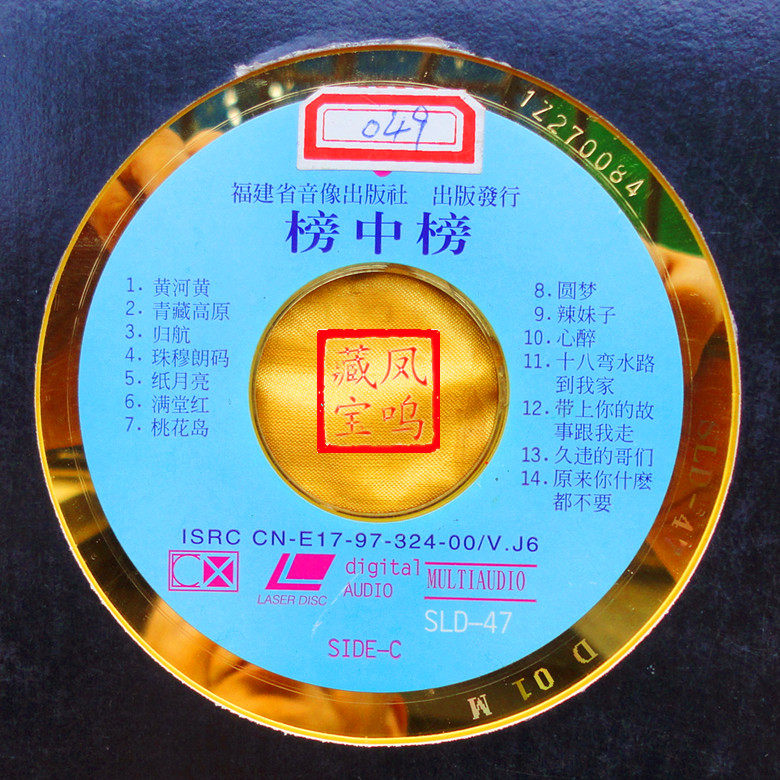 049
1Z270084
福建省音像出版社 出版發行
榜中榜
1. 黄河黄
2. 青藏高原
3. 归航
4. 珠穆朗码
5. 纸月亮
6. 满堂红
7. 桃花岛
8. 圆梦
9. 辣妹子
10. 心醉
11. 十八弯水路
到我家
12. 带上你的故
事跟我走
13. 久违的哥们
14. 原来你什麽
都不要
藏凤
宝鸣
ISRC CN-E17-97-324-00/V.J6
LASER DISC
digital
AUDIO
MULTIAUDIO
SLD-47
SIDE-C
D 01 M